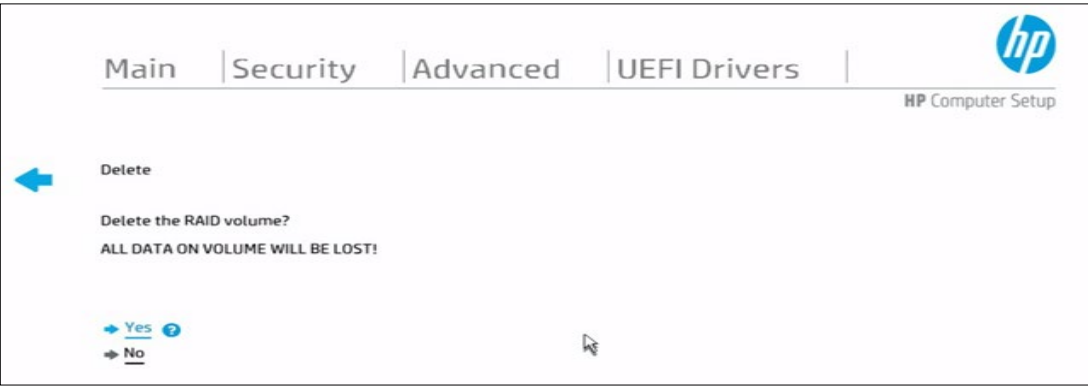 hp
Main Security Advanced UEFI Drivers
HP Computer Setup
Delete
Delete the RAID volume?
ALL DATA ON VOLUME WILL BE LOST!
Yes ?
No